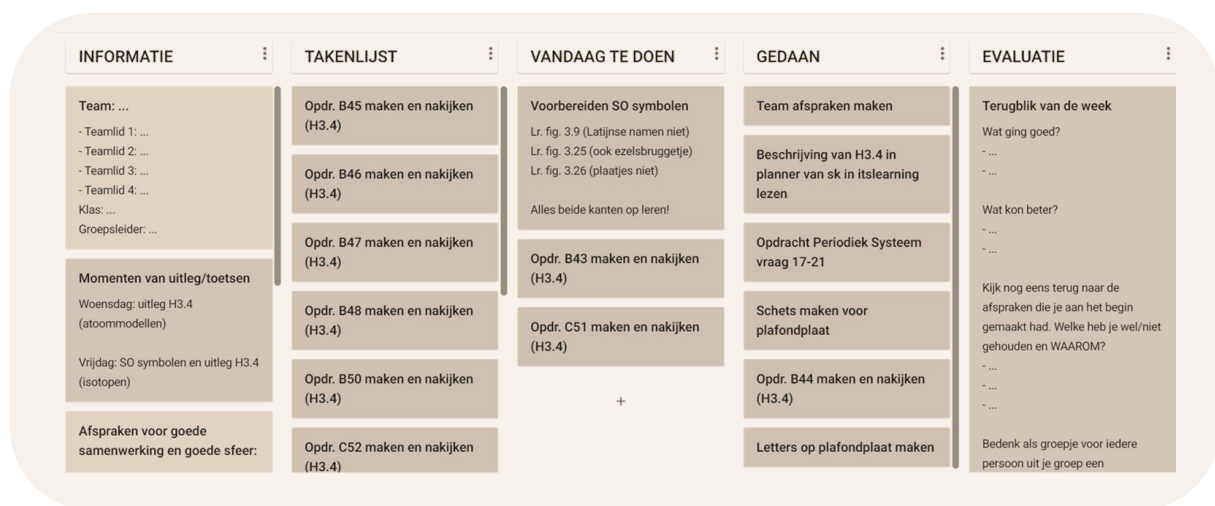 INFORMATIE
Team: ...
- Teamlid 1: ...
- Teamlid 2: ...
- Teamlid 3: ...
- Teamlid 4: ...
Klas: ...
Groepsleider: ...
Momenten van uitleg/toetsen
Woensdag: uitleg H3.4
(atoommodellen)
Vrijdag: SO symbolen en uitleg H3.4
(isotopen)
Afspraken voor goede
samenwerking en goede sfeer:
TAKENLIJST
Opdr. B45 maken en nakijken
(H3.4)
Opdr. B46 maken en nakijken
(H3.4)
Opdr. B47 maken en nakijken
(H3.4)
Opdr. B48 maken en nakijken
(H3.4)
Opdr. B50 maken en nakijken
(H3.4)
Opdr. C52 maken en nakijken
(H3.4)
VANDAAG TE DOEN
Voorbereiden SO symbolen
Lr. fig. 3.9 (Latijnse namen niet)
Lr. fig. 3.25 (ook ezelsbruggetje)
Lr. fig. 3.26 (plaatjes niet)
Alles beide kanten op leren!
Opdr. B43 maken en nakijken
(H3.4)
Opdr. C51 maken en nakijken
(H3.4)
+
GEDAAN
Team afspraken maken
Beschrijving van H3.4 in
planner van sk in itslearning
lezen
Opdracht Periodiek Systeem
vraag 17-21
Schets maken voor
plafondplaat
Opdr. B44 maken en nakijken
(H3.4)
Letters op plafondplaat maken
EVALUATIE
Terugblik van de week
Wat ging goed?
- ...
- ...
Wat kon beter?
- ...
- ...
Kijk nog eens terug naar de
afspraken die je aan het begin
gemaakt had. Welke heb je wel/niet
gehouden en WAAROM?
- ...
- ...
- ...
Bedenk als groepje voor iedere
persoon uit je groep een